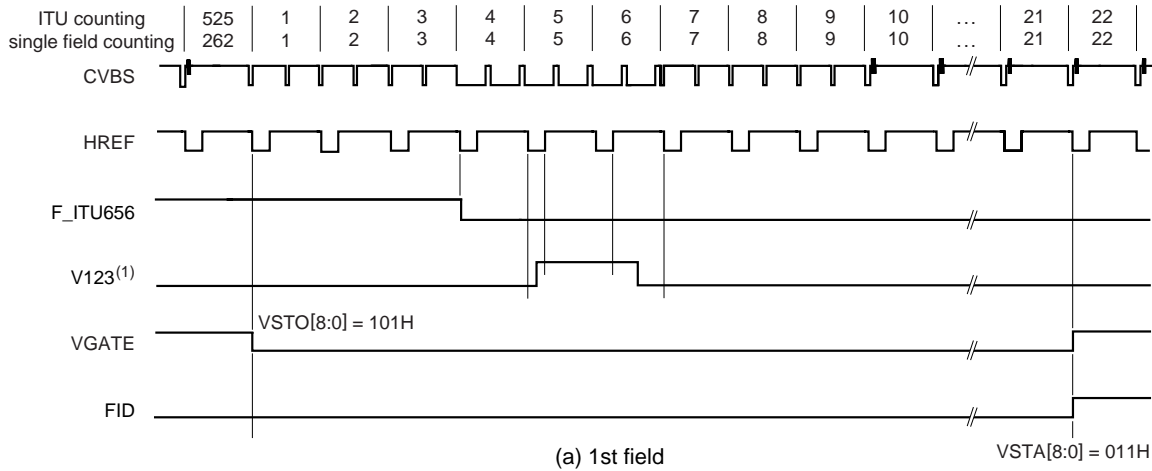 ITU counting 525 1 2 3 4 5 6 7 8 9 10 ... 21 22
single field counting 262 1 2 3 4 5 6 7 8 9 10 ... 21 22
CVBS
HREF
F_ITU656
V123(1)
VSTO[8:0] = 101H
VGATE
FID
(a) 1st field
VSTA[8:0] = 011H